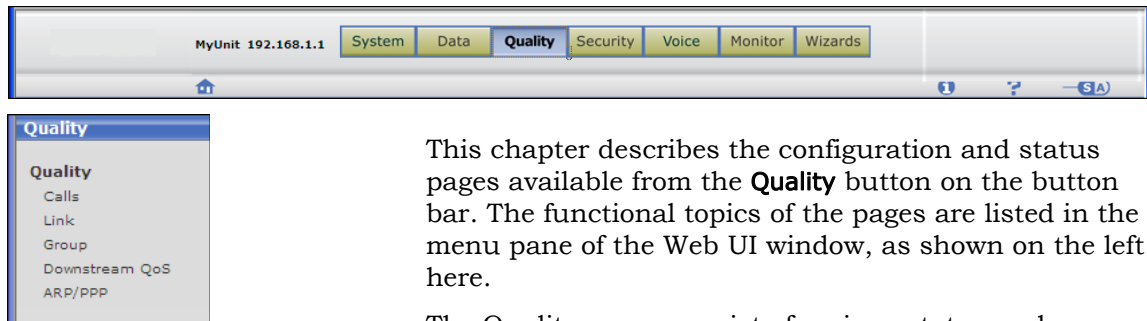 MyUnit 192.168.1.1 System Data Quality Security Voice Monitor Wizards
Quality
Quality
Calls
Link
Group
Downstream QoS
ARP/PPP
This chapter describes the configuration and status
pages available from the Quality button on the button
bar. The functional topics of the pages are listed in the
menu pane of the Web UI window, as shown on the left
here.